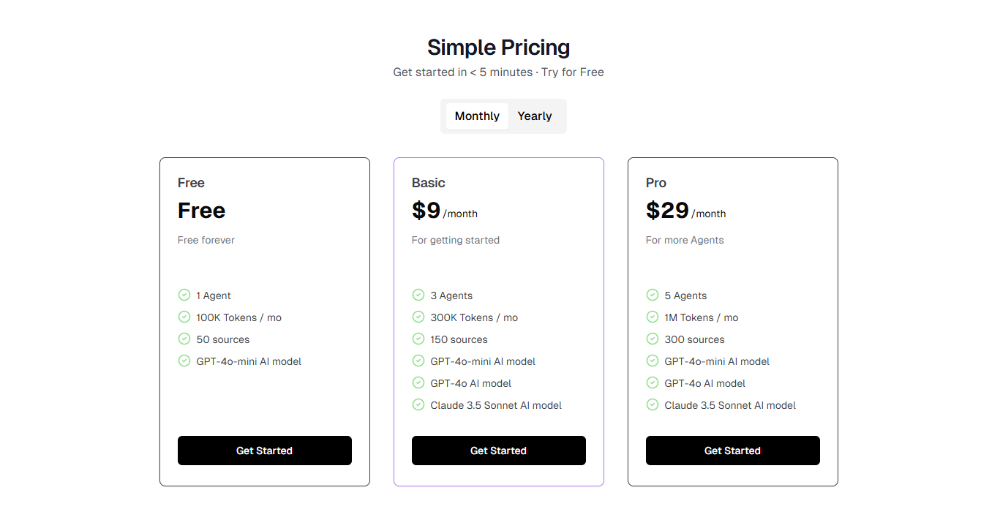 Simple Pricing
Get started in < 5 minutes · Try for Free
Monthly Yearly
Free
Free
Free forever
1 Agent
100K Tokens / mo
50 sources
GPT-4o-mini AI model
Get Started
Basic
$9 /month
For getting started
3 Agents
300K Tokens / mo
150 sources
GPT-4o-mini AI model
GPT-4o AI model
Claude 3.5 Sonnet AI model
Get Started
Pro
$29 /month
For more Agents
5 Agents
1M Tokens / mo
300 sources
GPT-4o-mini AI model
GPT-4o AI model
Claude 3.5 Sonnet AI model
Get Started